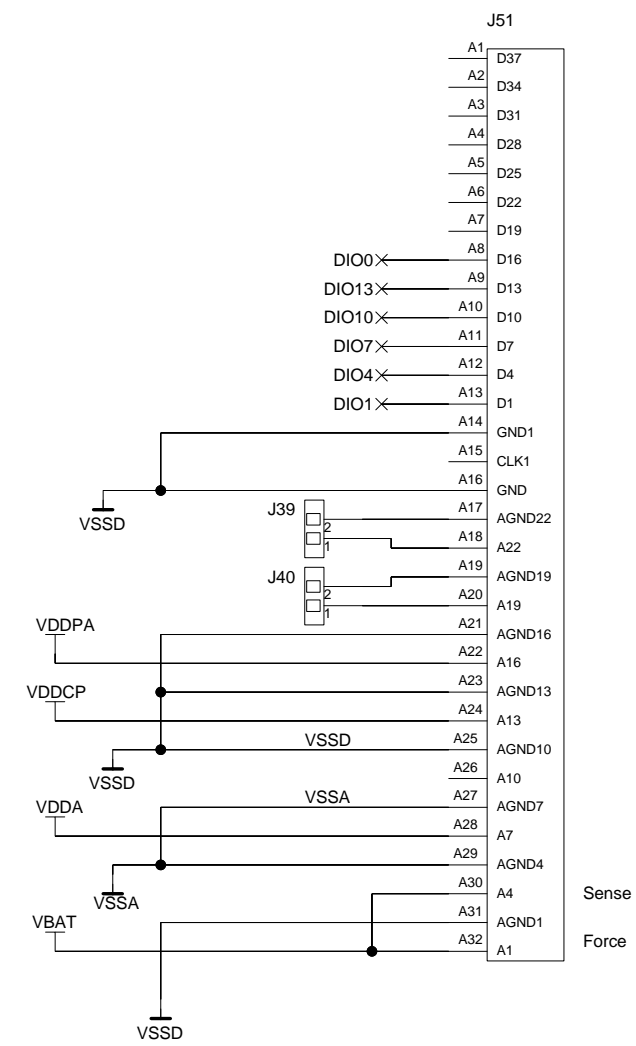 J51
A1 D37
A2 D34
A3 D31
A4 D28
A5 D25
A6 D22
A7 D19
DIO0 A8 D16
DIO13 A9 D13
DIO10 A10 D10
DIO7 A11 D7
DIO4 A12 D4
DIO1 A13 D1
A14 GND1
A15 CLK1
A16 GND
VSSD
J39 2 A17 AGND22
1 A18 A22
J40 2 A19 AGND19
1 A20 A19
A21 AGND16
VDDPA A22 A16
A23 AGND13
VDDCP A24 A13
VSSD A25 AGND10
VSSD A26 A10
VSSA A27 AGND7
VDDA A28 A7
A29 AGND4
VSSA A30 A4 Sense
A31 AGND1
VBAT A32 A1 Force
VSSD